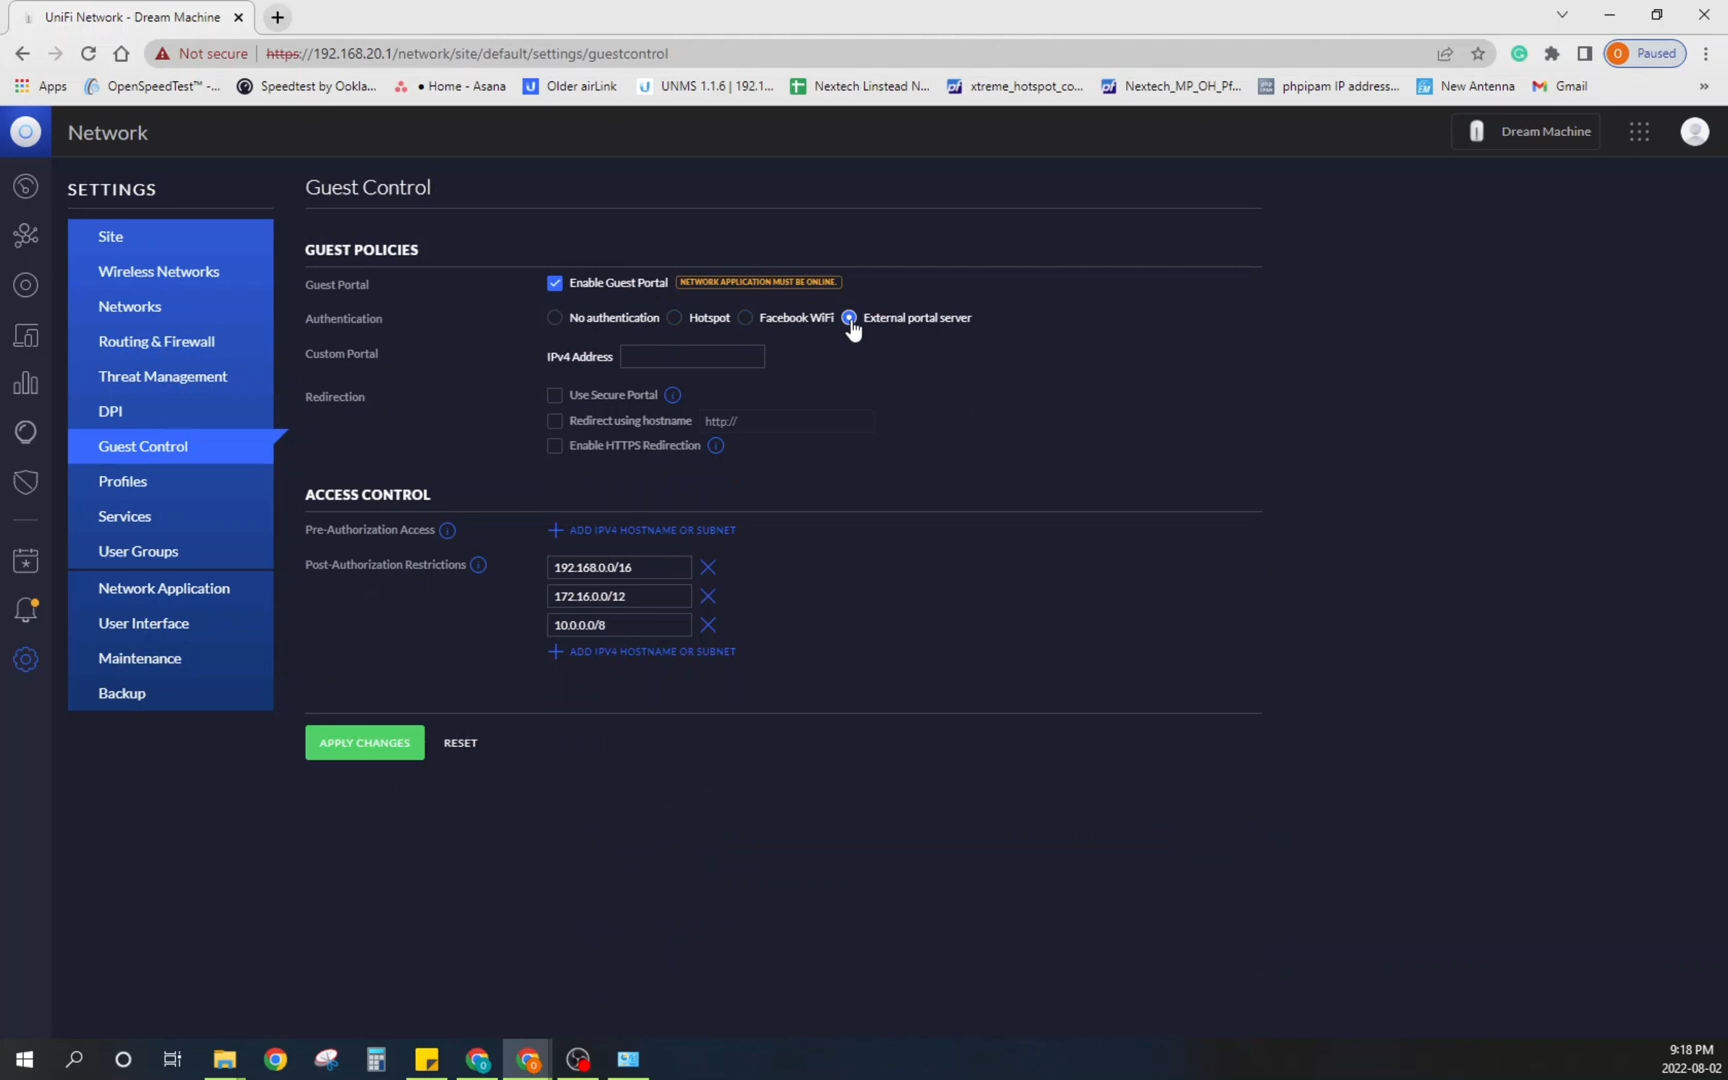 UniFi Network - Dream Machine
Not secure https://192.168.20.1/network/site/default/settings/guestcontrol
O Paused
Apps OpenSpeedTest™ -... Speedtest by Ookla... • Home - Asana Older airLink UNMS 1.1.6 | 192.1... Nextech Linstead N... xtreme_hotspot_co... Nextech_MP_OH_Pf... phpipam IP address... New Antenna Gmail »
Network
Dream Machine
SETTINGS
Site
Wireless Networks
Networks
Routing & Firewall
Threat Management
DPI
Guest Control
Profiles
Services
User Groups
Network Application
User Interface
Maintenance
Backup
Guest Control
GUEST POLICIES
Guest Portal Enable Guest Portal NETWORK APPLICATION MUST BE ONLINE.
Authentication No authentication Hotspot Facebook WiFi External portal server
Custom Portal IPv4 Address
Redirection Use Secure Portal
Redirect using hostname http://
Enable HTTPS Redirection
ACCESS CONTROL
Pre-Authorization Access ADD IPV4 HOSTNAME OR SUBNET
Post-Authorization Restrictions 192.168.0.0/16
172.16.0.0/12
10.0.0.0/8
ADD IPV4 HOSTNAME OR SUBNET
APPLY CHANGES RESET
9:18 PM
2022-08-02